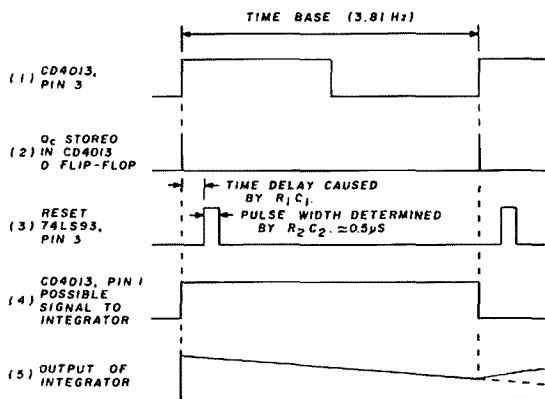 TIME BASE (3.81 Hz)
(1) CD4013,
PIN 3
(2) QC STORED
IN CD4013
D FLIP-FLOP
TIME DELAY CAUSED
BY R1C1.
(3) RESET
74LS93,
PIN 3
PULSE WIDTH DETERMINED
BY R2C2. ≈0.5µS
(4) CD4013, PIN 1
POSSIBLE
SIGNAL TO
INTEGRATOR
(5) OUTPUT OF
INTEGRATOR